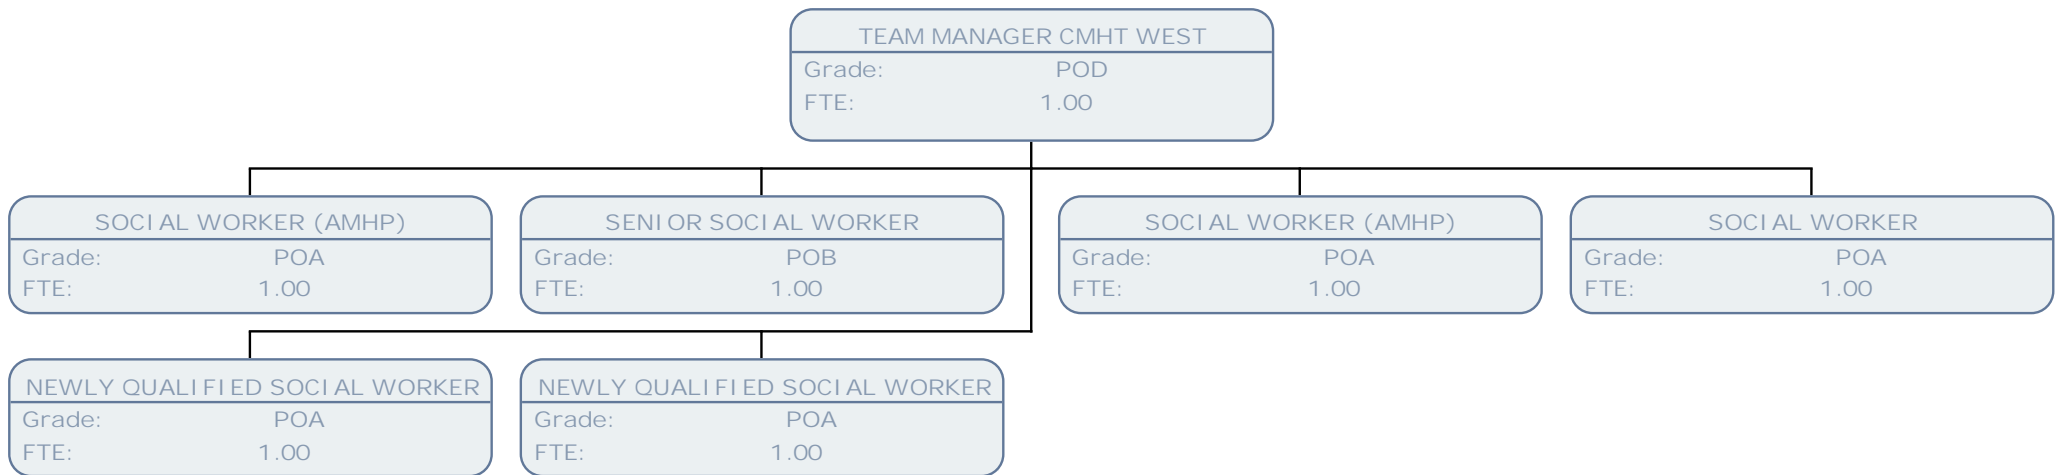 TEAM MANAGER CMHT WEST
Grade: POD
FTE: 1.00
SOCIAL WORKER (AMHP)
Grade: POA
FTE: 1.00
SENIOR SOCIAL WORKER
Grade: POB
FTE: 1.00
SOCIAL WORKER (AMHP)
Grade: POA
FTE: 1.00
SOCIAL WORKER
Grade: POA
FTE: 1.00
NEWLY QUALIFIED SOCIAL WORKER
Grade: POA
FTE: 1.00
NEWLY QUALIFIED SOCIAL WORKER
Grade: POA
FTE: 1.00